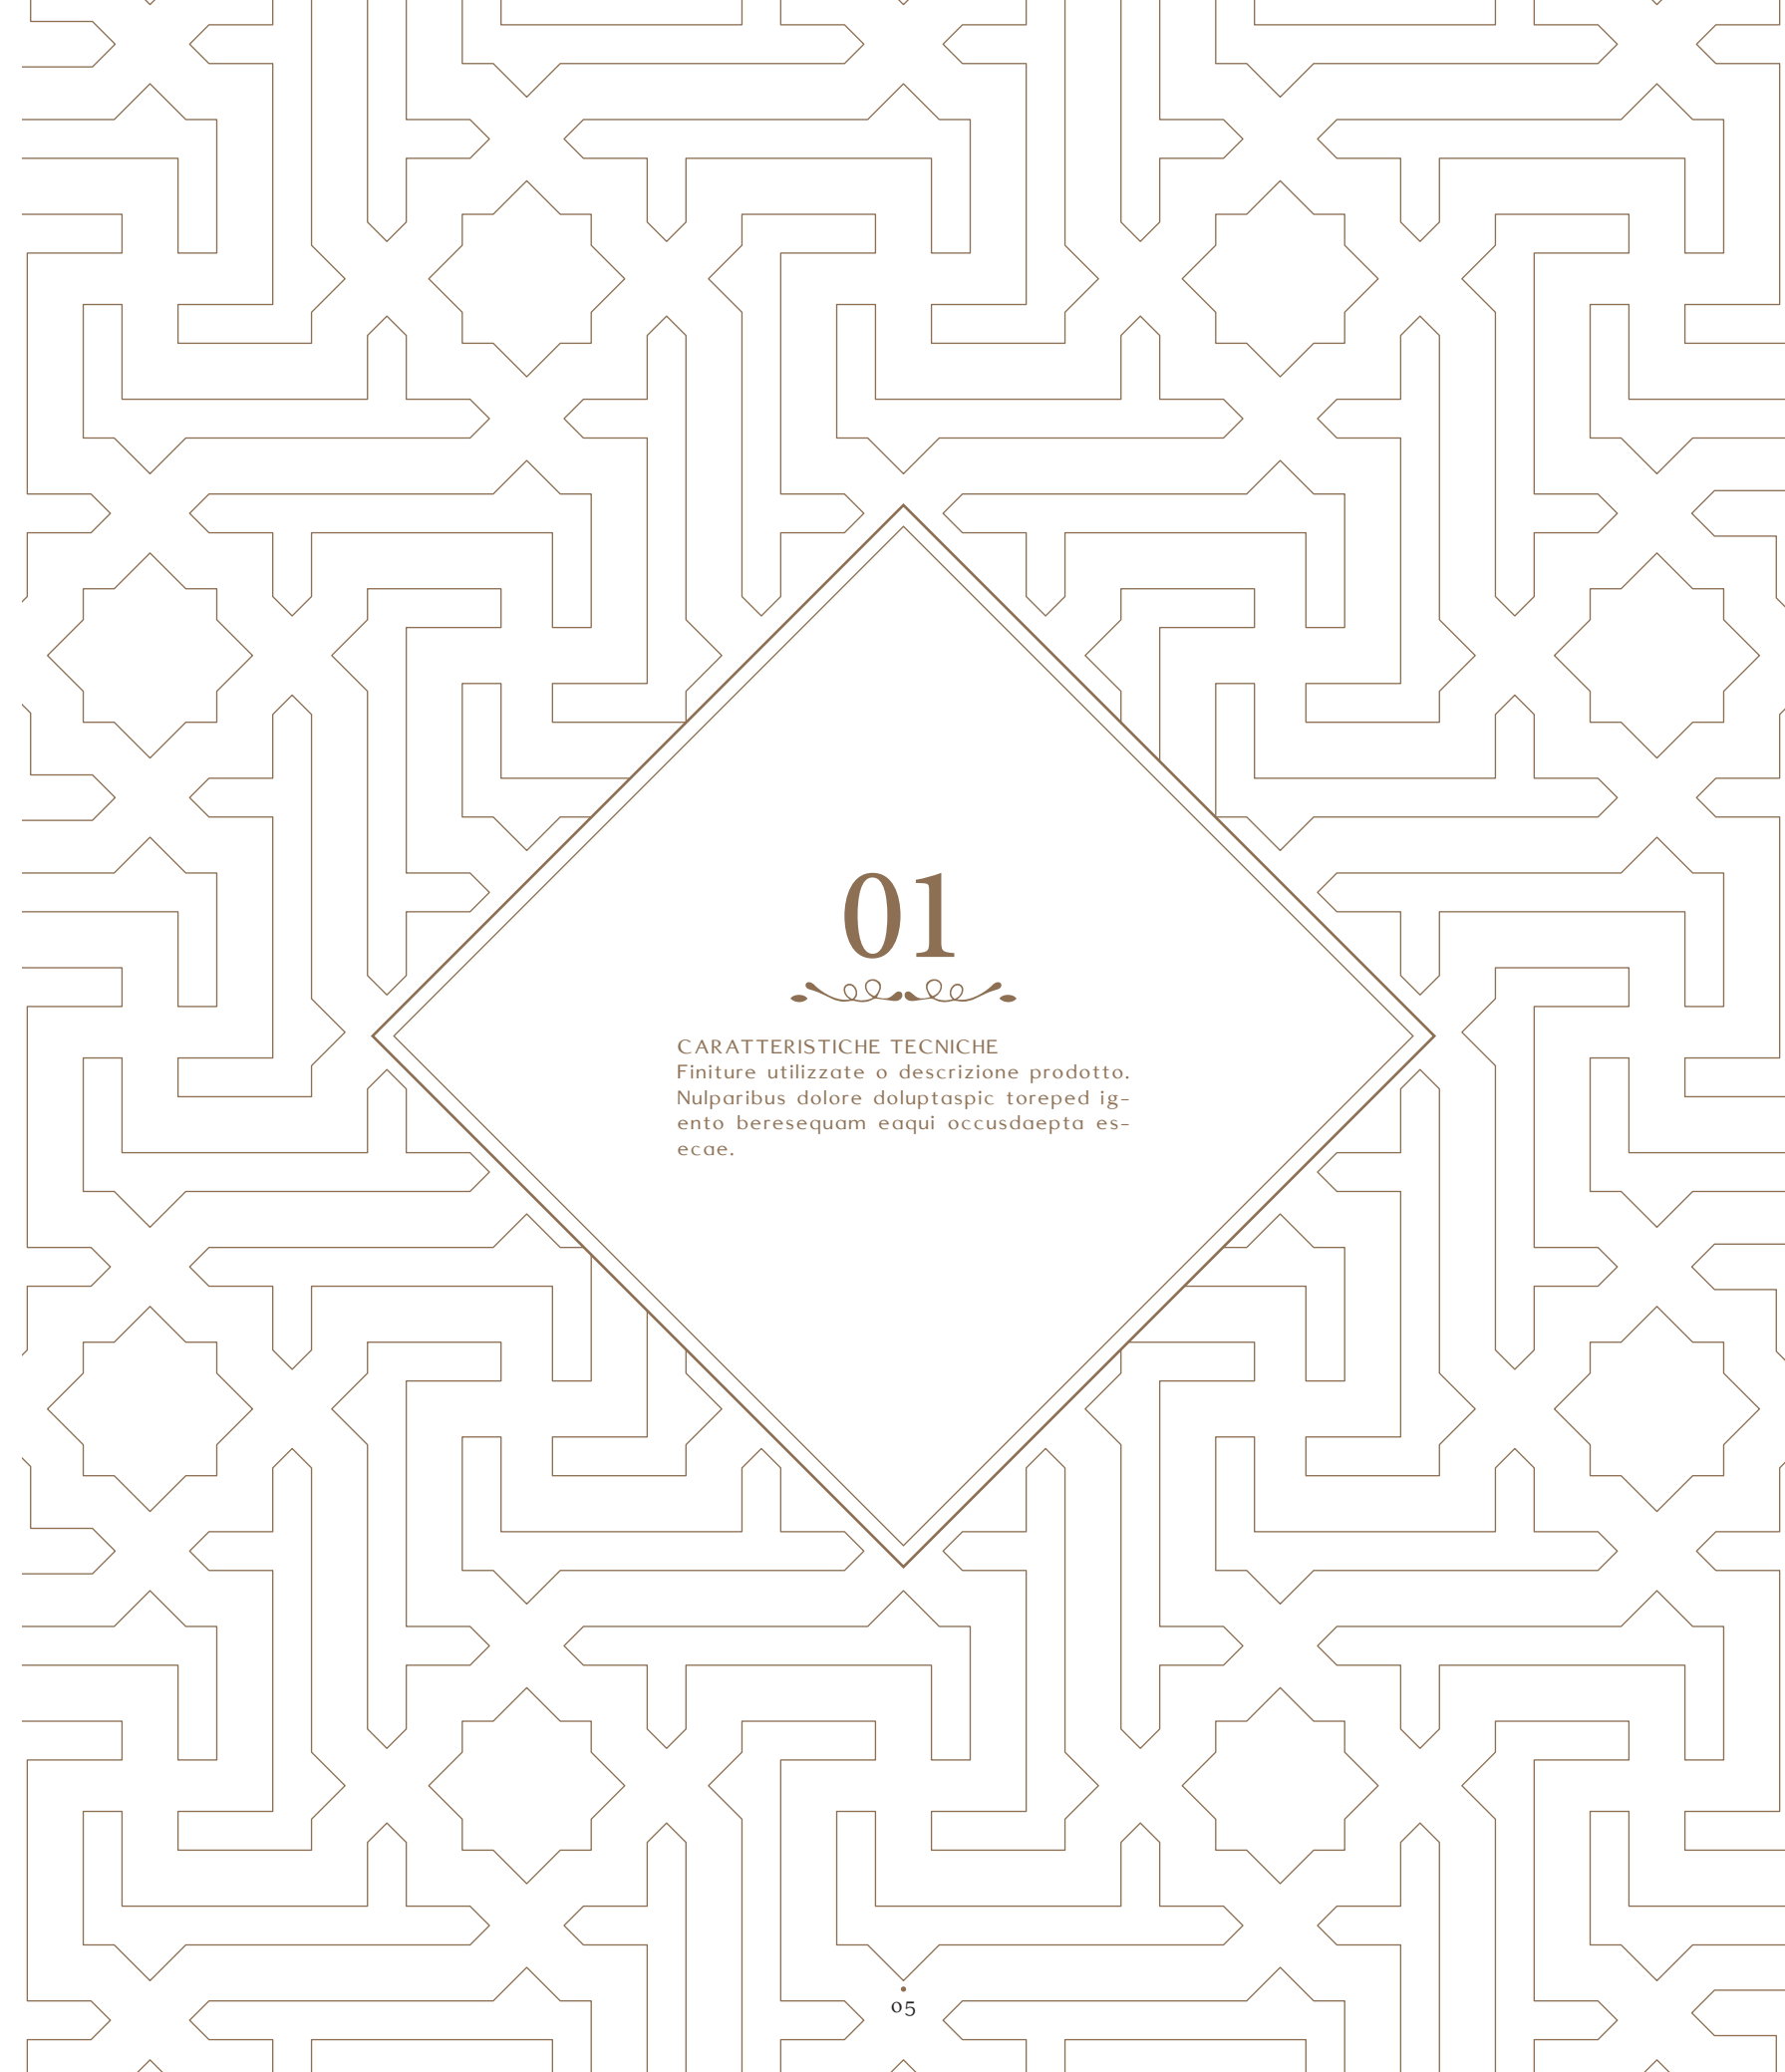 01
CARATTERISTICHE TECNICHE
Finiture utilizzate o descrizione prodotto.
Nulparibus dolore doluptaspic toreped ig-
ento beresequam eaqui occusdaepta es-
ecae.
05